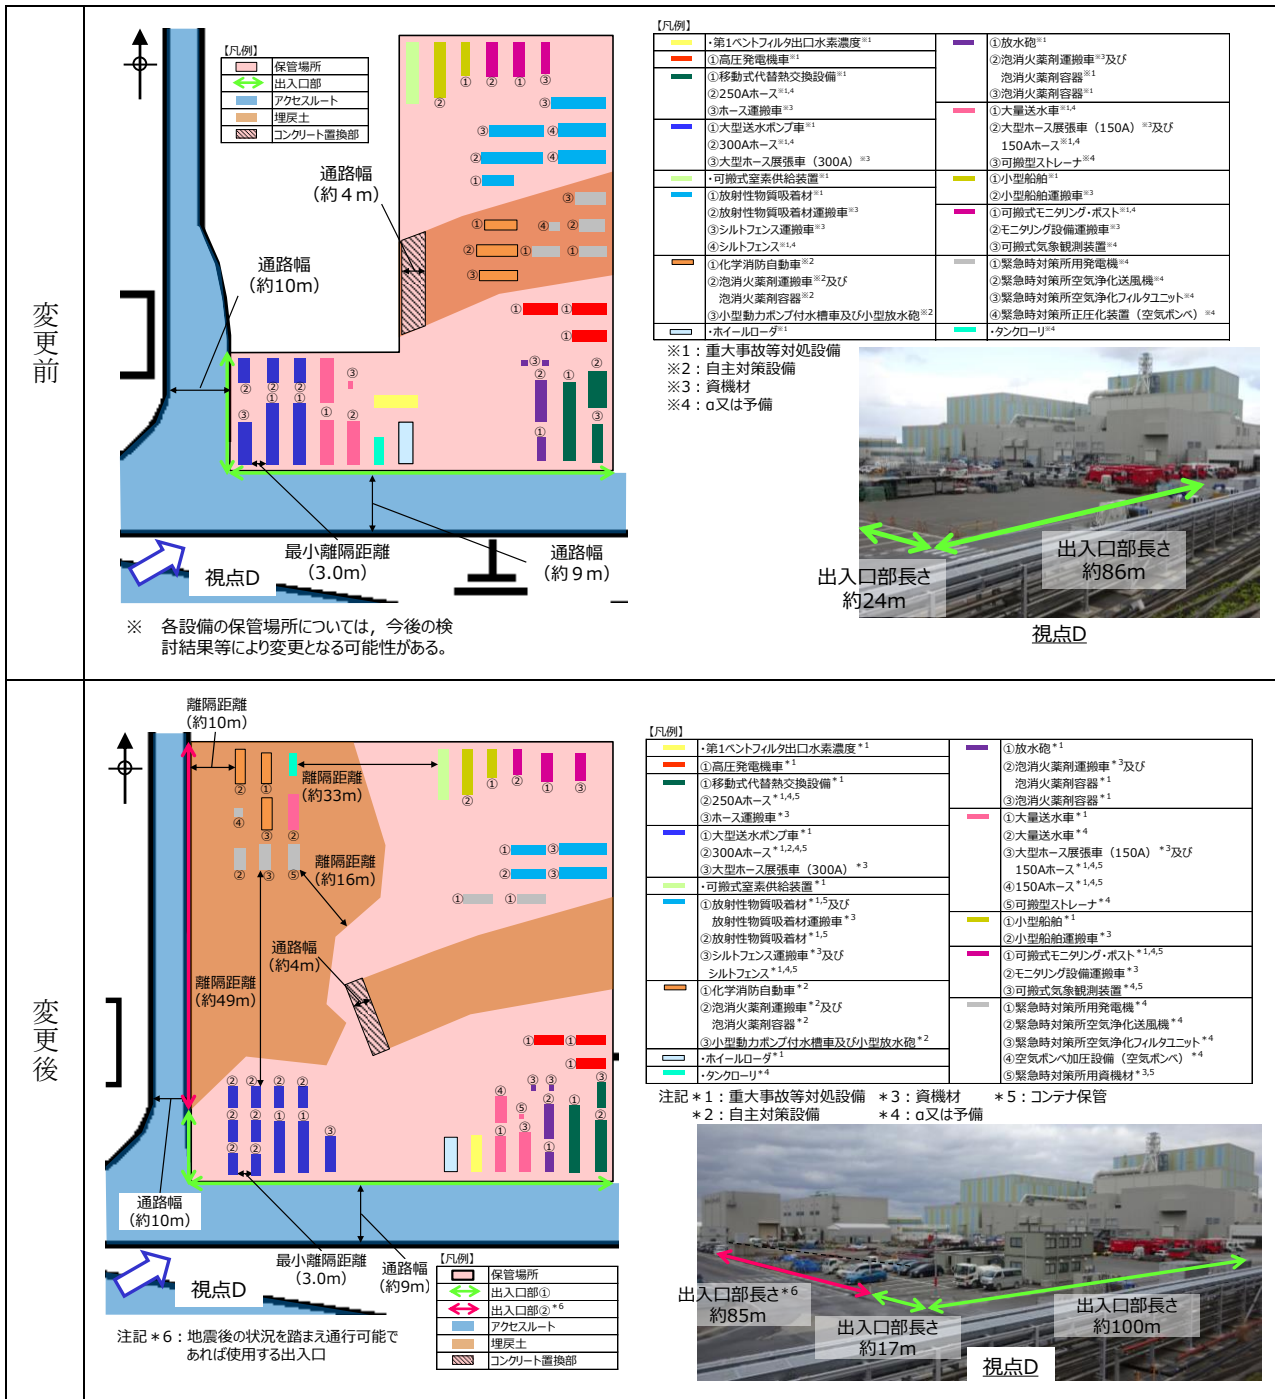 変更前
【凡例】
保管場所
出入口部
アクセスルート
埋戻土
コンクリート置換部
通路幅
（約４ｍ）
通路幅
（約10m）
最小離隔距離
（3.0m）
通路幅
（約９ｍ）
視点D
※　各設備の保管場所については，今後の検
討結果等により変更となる可能性がある。
【凡例】
・第1ベントフィルタ出口水素濃度※1
①高圧発電機車※1
①移動式代替熱交換設備※1
②250Aホース※1,4
③ホース運搬車※3
①大型送水ポンプ車※1
②300Aホース※1,4
③大型ホース展張車（300A）※3
・可搬式窒素供給装置※1
①放射性物質吸着材※1
②放射性物質吸着材運搬車※3
③シルトフェンス運搬車※3
④シルトフェンス※1,4
①化学消防自動車※2
②泡消火薬剤運搬車※2及び
泡消火薬剤容器※2
③小型動力ポンプ付水槽車及び小型放水砲※2
・ホイールローダ※1
①放水砲※1
②泡消火薬剤運搬車※3及び
泡消火薬剤容器※1
③泡消火薬剤容器※1
①大量送水車※1,4
②大型ホース展張車（150A）※3及び
150Aホース※1,4
③可搬型ストレーナ※4
①小型船舶※1
②小型船舶運搬車※3
①可搬式モニタリング・ポスト※1,4
②モニタリング設備運搬車※3
③可搬式気象観測装置※4
①緊急時対策所用発電機※4
②緊急時対策所空気浄化送風機※4
③緊急時対策所空気浄化フィルタユニット※4
④緊急時対策所正圧化装置（空気ボンベ）※4
・タンクローリ※4
※1：重大事故等対処設備
※2：自主対策設備
※3：資機材
※4：α又は予備
出入口部長さ
約24m
出入口部長さ
約86m
視点D
変更後
離隔距離
（約10m）
離隔距離
（約33m）
離隔距離
（約16m）
通路幅
（約4m）
離隔距離
（約49m）
通路幅
（約10m）
最小離隔距離
（3.0m）
通路幅
（約9m）
視点D
注記＊6：地震後の状況を踏まえ通行可能で
あれば使用する出入口
【凡例】
保管場所
出入口部①
出入口部②＊6
アクセスルート
埋戻土
コンクリート置換部
【凡例】
・第1ベントフィルタ出口水素濃度＊1
①高圧発電機車＊1
①移動式代替熱交換設備＊1
②250Aホース＊1,4,5
③ホース運搬車＊3
①大型送水ポンプ車＊1
②300Aホース＊1,2,4,5
③大型ホース展張車（300A）＊3
・可搬式窒素供給装置＊1
①放射性物質吸着材＊1,5及び
放射性物質吸着材運搬車＊3
②放射性物質吸着材＊1,5
③シルトフェンス運搬車＊3及び
シルトフェンス＊1,4,5
①化学消防自動車＊2
②泡消火薬剤運搬車＊2及び
泡消火薬剤容器＊2
③小型動力ポンプ付水槽車及び小型放水砲＊2
・ホイールローダ＊1
・タンクローリ＊4
①放水砲＊1
②泡消火薬剤運搬車＊3及び
泡消火薬剤容器＊1
③泡消火薬剤容器＊1
①大量送水車＊1
②大量送水車＊4
③大型ホース展張車（150A）＊3及び
150Aホース＊1,4,5
④150Aホース＊1,4,5
⑤可搬型ストレーナ＊4
①小型船舶＊1
②小型船舶運搬車＊3
①可搬式モニタリング・ポスト＊1,4,5
②モニタリング設備運搬車＊3
③可搬式気象観測装置＊4,5
①緊急時対策所用発電機＊4
②緊急時対策所空気浄化送風機＊4
③緊急時対策所空気浄化フィルタユニット＊4
④空気ボンベ加圧設備（空気ボンベ）＊4
⑤緊急時対策所用資機材＊3,5
注記＊1：重大事故等対処設備　＊3：資機材　＊5：コンテナ保管
＊2：自主対策設備　＊4：α又は予備
出入口部長さ＊6
約85m
出入口部長さ
約17m
出入口部長さ
約100m
視点D